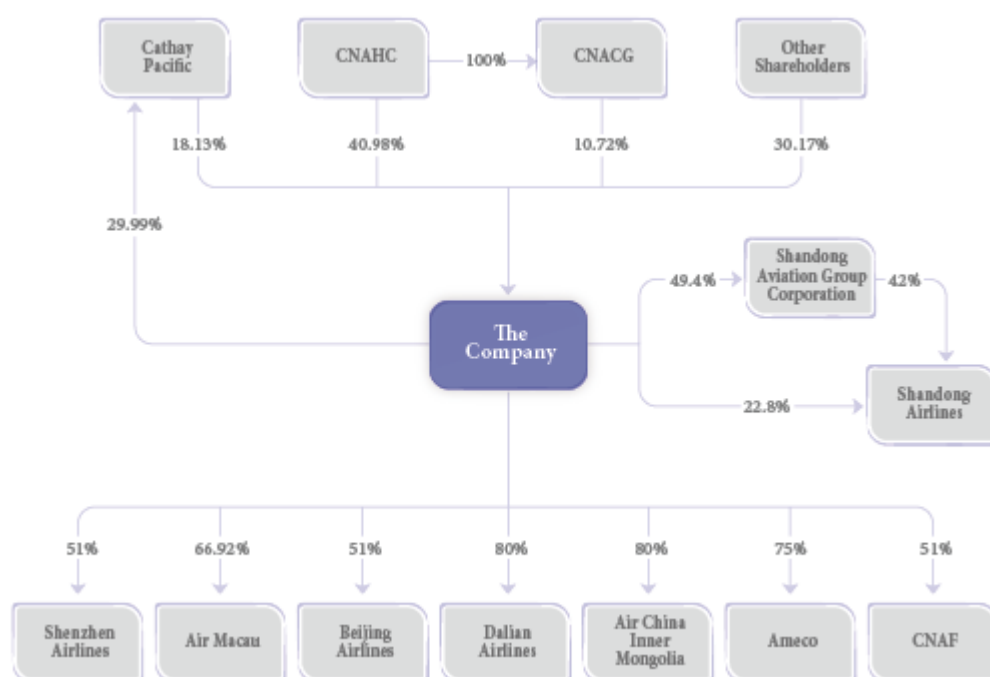 Cathay
Pacific
CNAHC
100%
CNACG
Other
Shareholders
18.13%
40.98%
10.72%
30.17%
29.99%
49.4%
Shandong
Aviation Group
Corporation
42%
The
Company
22.8%
Shandong
Airlines
51%
66.92%
51%
80%
80%
75%
51%
Shenzhen
Airlines
Air Macau
Beijing
Airlines
Dalian
Airlines
Air China
Inner
Mongolia
Ameco
CNAF